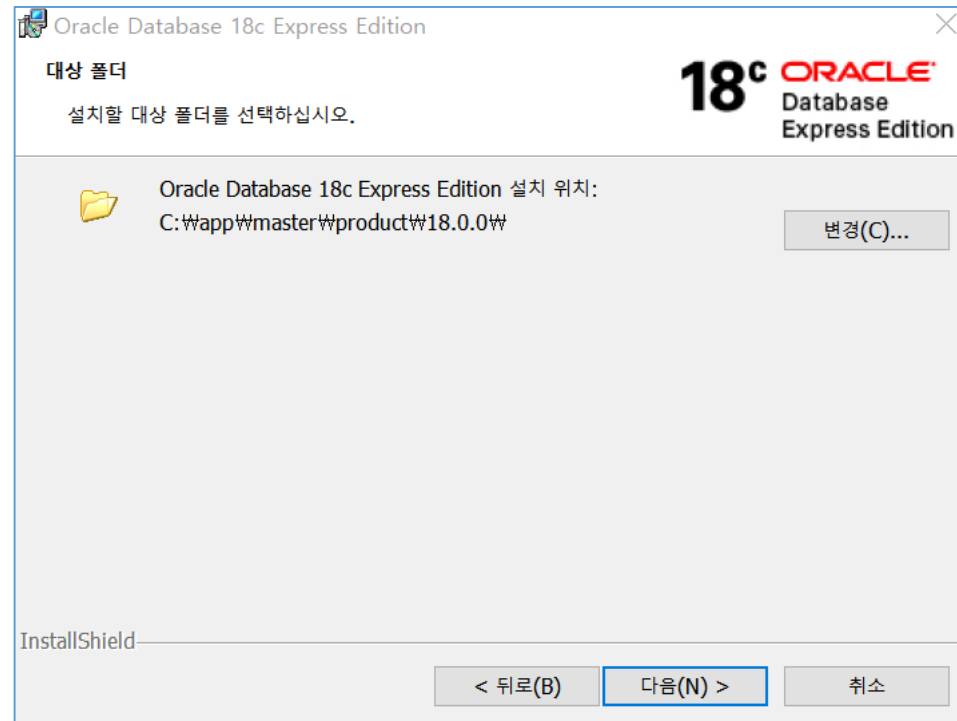 Oracle Database 18c Express Edition
대상 폴더
설치할 대상 폴더를 선택하십시오.
18c ORACLE
Database
Express Edition
Oracle Database 18c Express Edition 설치 위치:
C:₩app₩master₩product₩18.0.0₩
변경(C)...
InstallShield
< 뒤로(B)
다음(N) >
취소